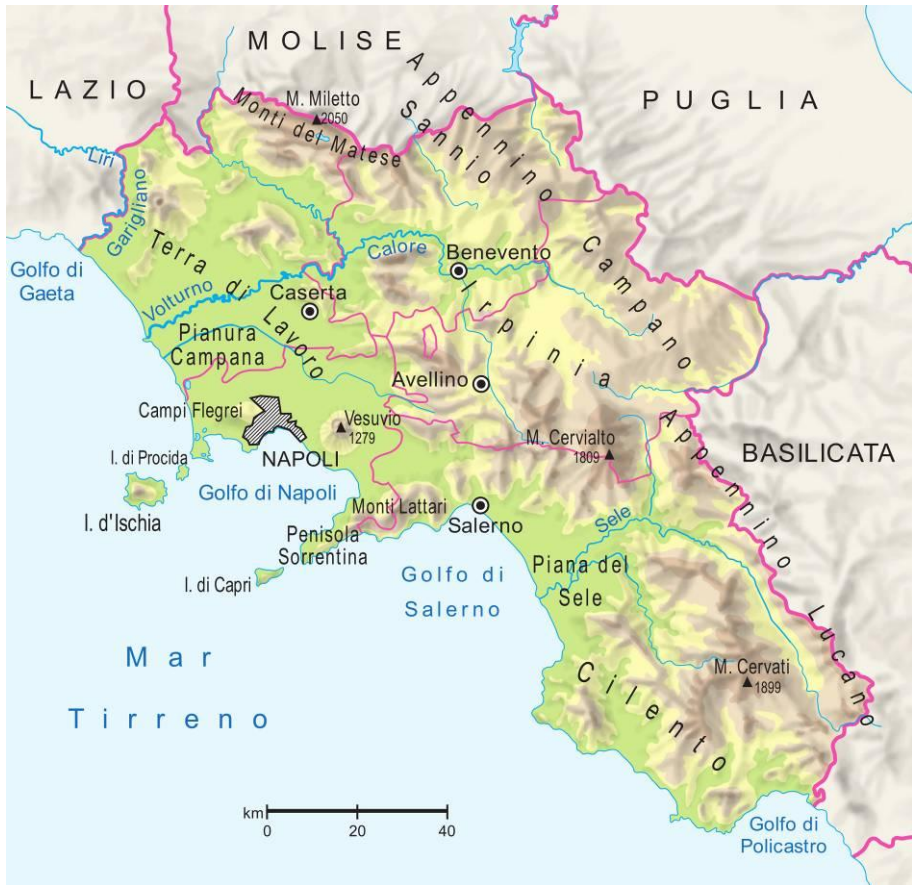 MOLISE
LAZIO
PUGLIA
Appennino
Sannio
Campano
M. Miletto
2050
Monti del Matese
Liri
Garigliano
Golfo di
Gaeta
Terra di Lavoro
Volturno
Calore
Benevento
Caserta
Irpinia
Pianura
Campana
Avellino
Campi Flegrei
Vesuvio
1279
NAPOLI
M. Cervialto
1809
Appennino Lucano
BASILICATA
I. di Procida
Golfo di Napoli
I. d'Ischia
Monti Lattari
Salerno
Sele
Penisola
Sorrentina
I. di Capri
Golfo di
Salerno
Piana del
Sele
Mar
Tirreno
M. Cervati
1899
Cilento
km
0 20 40
Golfo di
Policastro